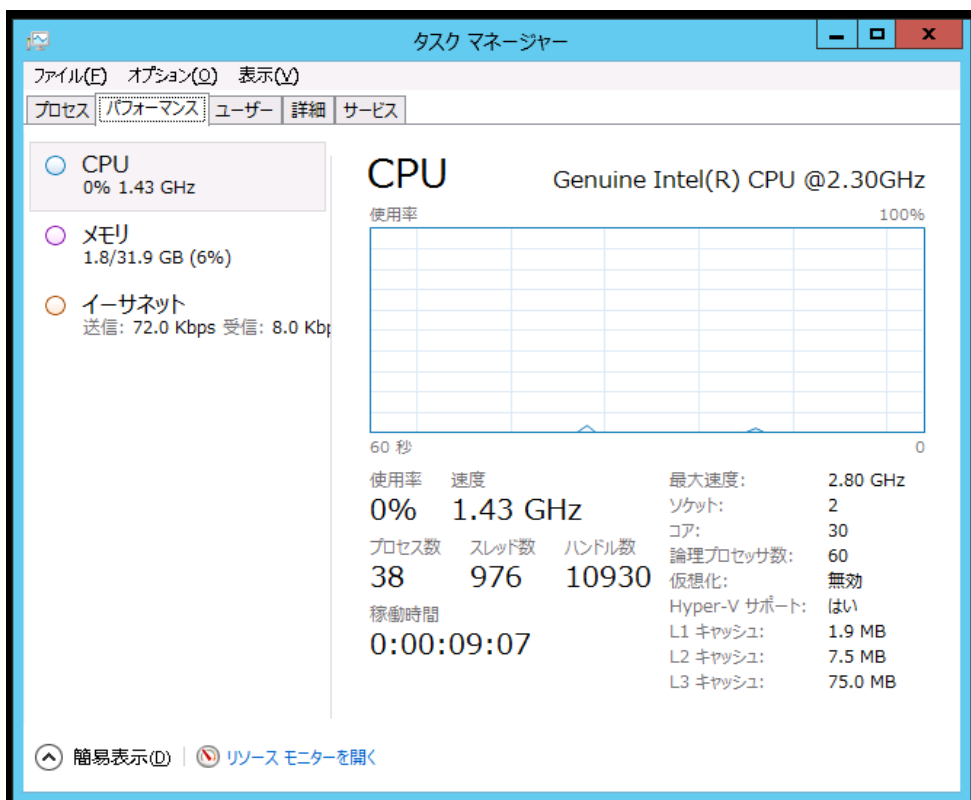 タスク マネージャー
ファイル(F) オプション(O) 表示(V)
プロセス パフォーマンス ユーザー 詳細 サービス
CPU
0% 1.43 GHz
メモリ
1.8/31.9 GB (6%)
イーサネット
送信: 72.0 Kbps 受信: 8.0 Kbp
CPU Genuine Intel(R) CPU @2.30GHz
使用率 100%
60 秒 0
使用率 速度
0% 1.43 GHz
プロセス数 スレッド数 ハンドル数
38 976 10930
稼働時間
0:00:09:07
最大速度: 2.80 GHz
ソケット: 2
コア: 30
論理プロセッサ数: 60
仮想化: 無効
Hyper-V サポート: はい
L1 キャッシュ: 1.9 MB
L2 キャッシュ: 7.5 MB
L3 キャッシュ: 75.0 MB
簡易表示(D) リソース モニターを開く